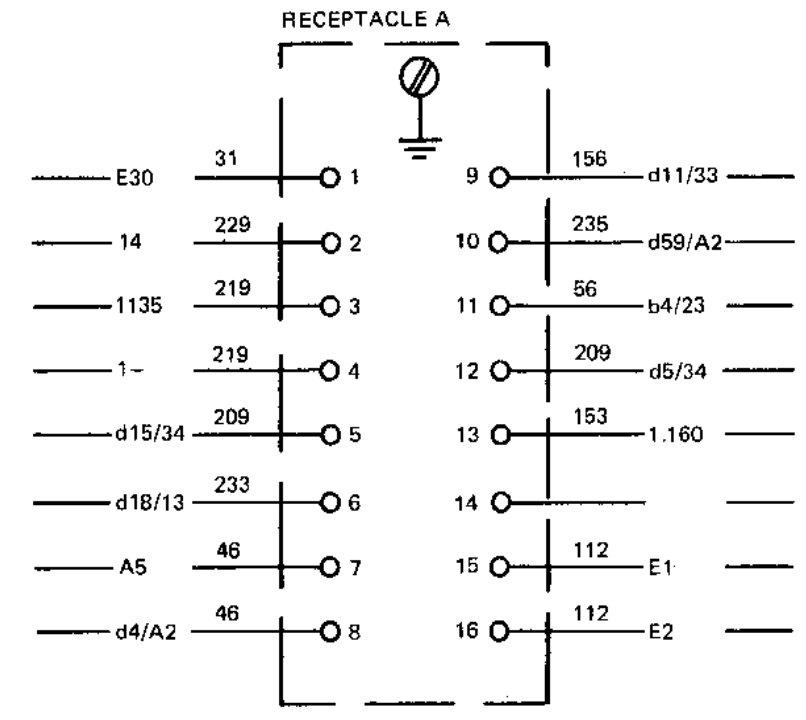 RECEPTACLE A
31 156
E30 1 9 d11/33
229 235
14 2 10 d59/A2
219 56
1135 3 11 b4/23
219 209
1– 4 12 d5/34
209 153
d15/34 5 13 1.160
233
d18/13 6 14
46 112
A5 7 15 E1
46 112
d4/A2 8 16 E2